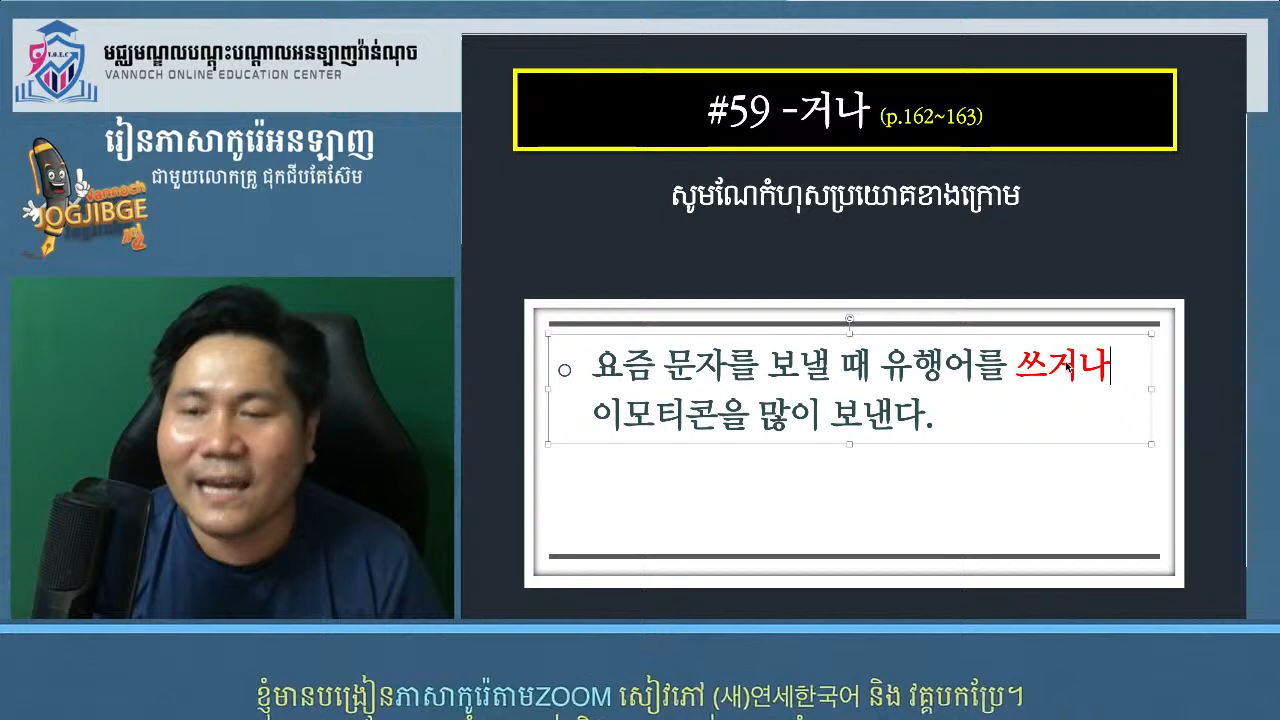 មជ្ឈមណ្ឌលបណ្តុះបណ្តាលអនឡាញវ៉ាន់ណុច
VANNOCH ONLINE EDUCATION CENTER
V.O.E.C
រៀនភាសាកូរ៉េអនឡាញ
ជាមួយលោកគ្រូ ជុកជីបគែស៊ែម
Vannoch
JOGJIBGE
#59 -거나 (p.162~163)
សូមណែកំហុសប្រយោគខាងក្រោម
요즘 문자를 보낼 때 유행어를 쓰거나
이모티콘을 많이 보낸다.
ខ្ញុំមានបង្រៀនភាសាកូរ៉េតាមZOOM សៀវភៅ (새)연세한국어 និង វគ្គបកប្រែ។